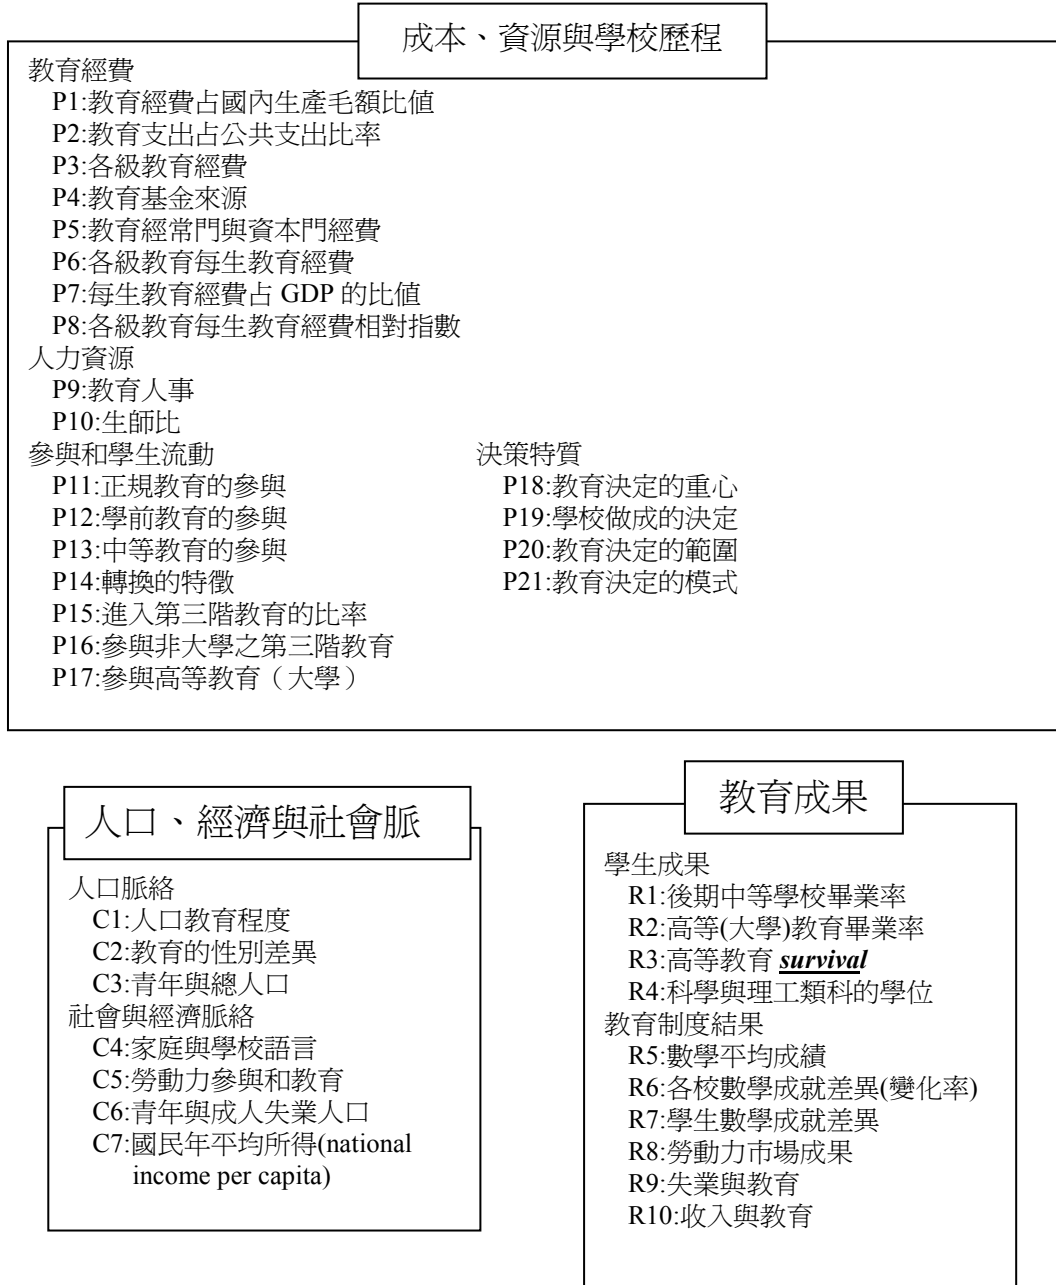 成本、資源與學校歷程
教育經費
P1:教育經費占國內生產毛額比值
P2:教育支出占公共支出比率
P3:各級教育經費
P4:教育基金來源
P5:教育經常門與資本門經費
P6:各級教育每生教育經費
P7:每生教育經費占 GDP 的比值
P8:各級教育每生教育經費相對指數
人力資源
P9:教育人事
P10:生師比
參與和學生流動
P11:正規教育的參與
P12:學前教育的參與
P13:中等教育的參與
P14:轉換的特徵
P15:進入第三階教育的比率
P16:參與非大學之第三階教育
P17:參與高等教育（大學）
決策特質
P18:教育決定的重心
P19:學校做成的決定
P20:教育決定的範圍
P21:教育決定的模式
人口、經濟與社會脈
人口脈絡
C1:人口教育程度
C2:教育的性別差異
C3:青年與總人口
社會與經濟脈絡
C4:家庭與學校語言
C5:勞動力參與和教育
C6:青年與成人失業人口
C7:國民年平均所得(national
income per capita)
教育成果
學生成果
R1:後期中等學校畢業率
R2:高等(大學)教育畢業率
R3:高等教育 survival
R4:科學與理工類科的學位
教育制度結果
R5:數學平均成績
R6:各校數學成就差異(變化率)
R7:學生數學成就差異
R8:勞動力市場成果
R9:失業與教育
R10:收入與教育